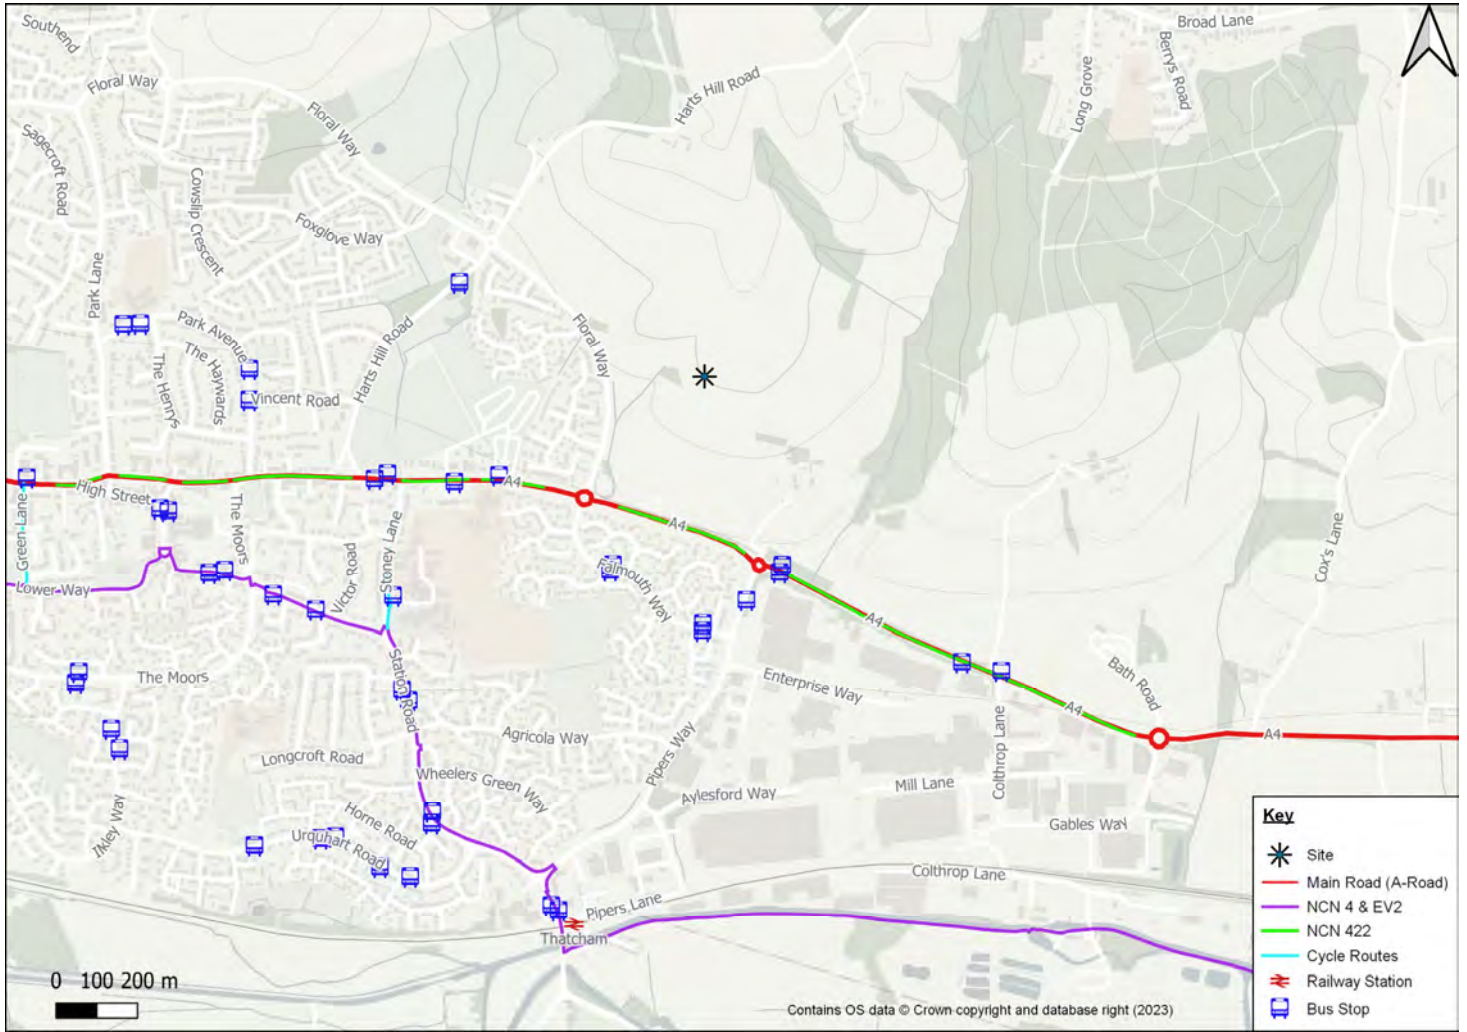 Southend
Broad Lane
Floral Way
Berrys Road
Harts Hill Road
Long Grove
Floral Way
Sagecroft Road
Cowslip Crescent
Foxglove Way
Park Lane
Park Avenue
The Haywards
The Henrys
Harts Hill Road
Floral Way
Vincent Road
A4
High Street
The Moors
Stoney Lane
A4
Green Lane
Lower Way
Victor Road
Falmouth Way
A4
Cox's Lane
The Moors
Station Road
Enterprise Way
Bath Road
A4
A4
Agricola Way
Longcroft Road
Pipers Way
Colthrop Lane
Wheelers Green Way
Aylesford Way
Mill Lane
Ilkley Way
Horne Road
Urquhart Road
Gables Way
Colthrop Lane
Pipers Lane
Thatcham
0 100 200 m
Contains OS data © Crown copyright and database right (2023)
Key
Site
Main Road (A-Road)
NCN 4 & EV2
NCN 422
Cycle Routes
Railway Station
Bus Stop